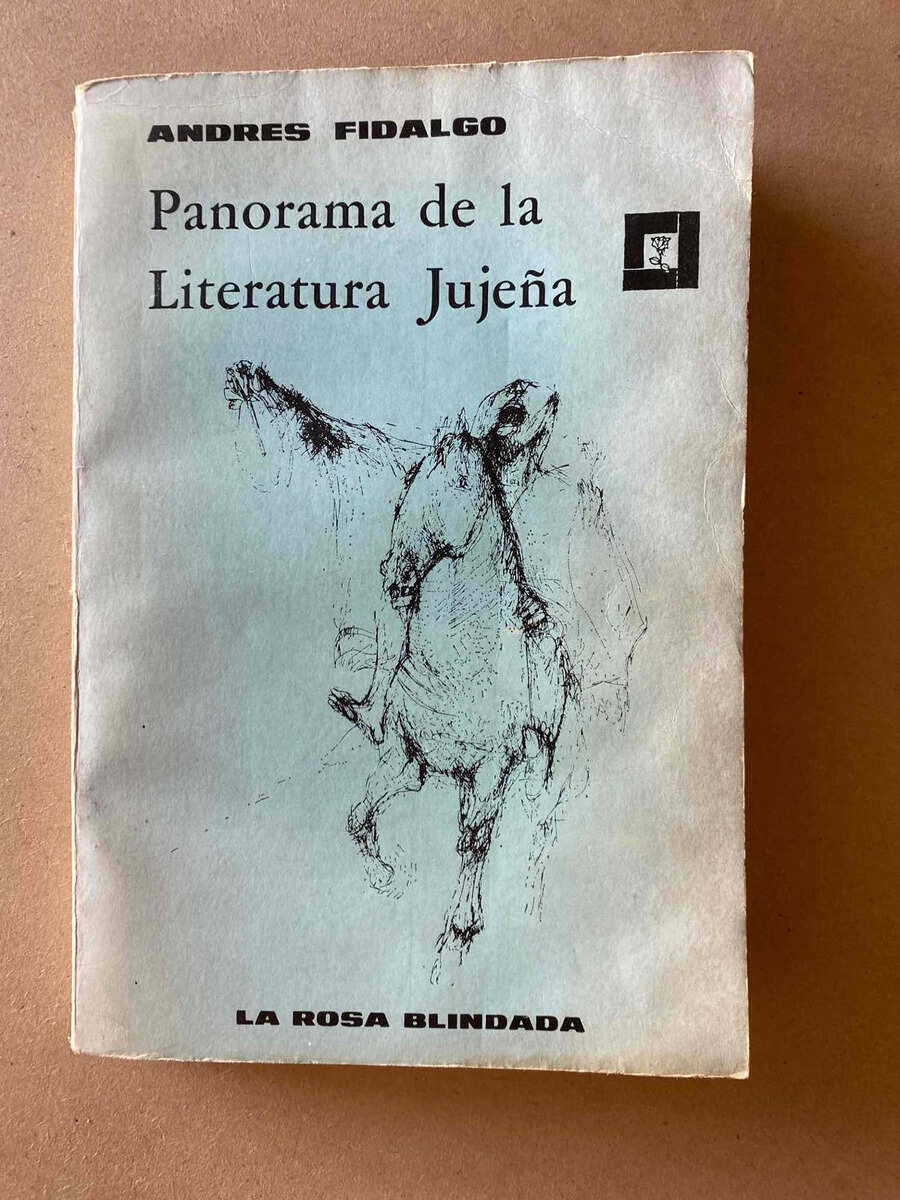 ANDRES FIDALGO
Panorama de la
Literatura Jujeña
LA ROSA BLINDADA